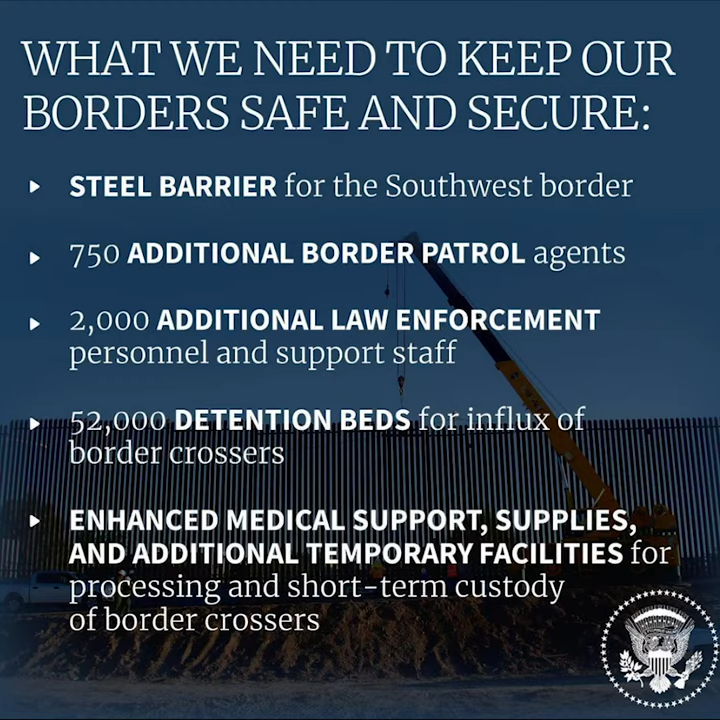 WHAT WE NEED TO KEEP OUR
BORDERS SAFE AND SECURE:
STEEL BARRIER for the Southwest border
750 ADDITIONAL BORDER PATROL agents
2,000 ADDITIONAL LAW ENFORCEMENT
personnel and support staff
52,000 DETENTION BEDS for influx of
border crossers
ENHANCED MEDICAL SUPPORT, SUPPLIES,
AND ADDITIONAL TEMPORARY FACILITIES for
processing and short-term custody
of border crossers